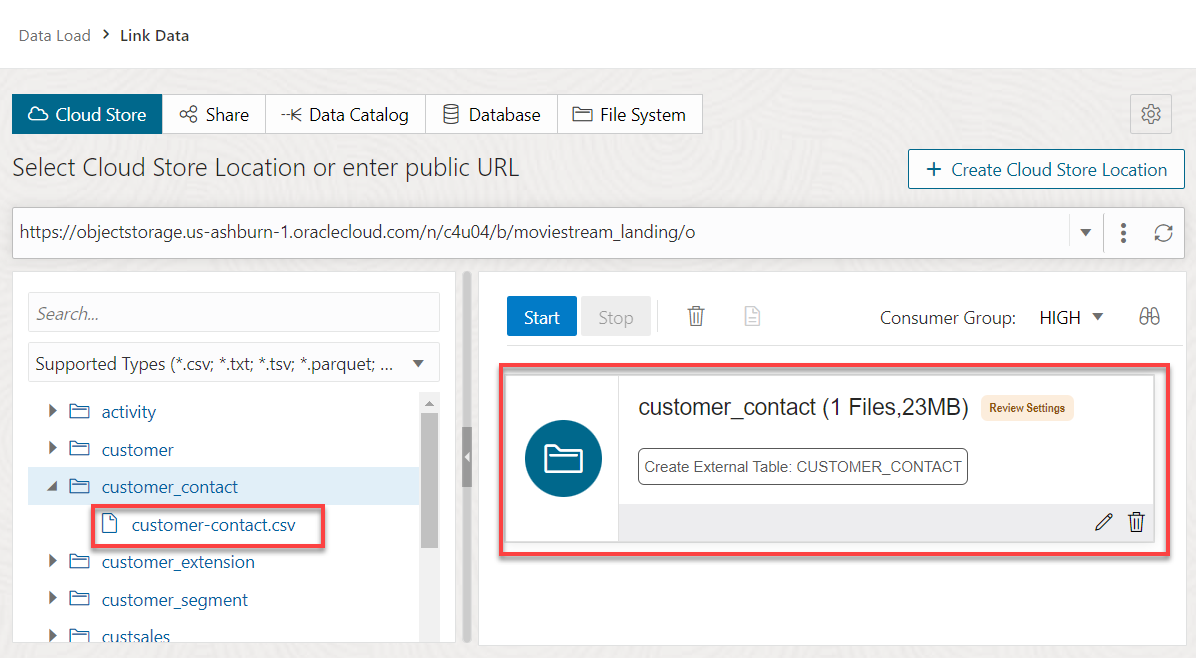 Data Load > Link Data
Cloud Store Share Data Catalog Database File System
Select Cloud Store Location or enter public URL
+ Create Cloud Store Location
https://objectstorage.us-ashburn-1.oraclecloud.com/n/c4u04/b/moviestream_landing/o
Search...
Supported Types (*.csv; *.txt; *.tsv; *.parquet; ...
activity
customer
customer_contact
customer-contact.csv
customer_extension
customer_segment
custsales
Start Stop Consumer Group: HIGH
customer_contact (1 Files,23MB) Review Settings
Create External Table: CUSTOMER_CONTACT